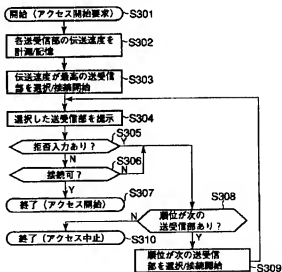 開始(アクセス開始要求)
S301
各送受信部の伝送速度を
計測/記憶
S302
伝送速度が最高の送受信
部を選択/接続開始
S303
選択した送受信部を提示
S304
S305
拒否入力あり?
Y
N
S306
接続可?
N
Y
S307
終了(アクセス開始)
S308
順位が次の
送受信部あり?
N
Y
終了(アクセス中止)
S310
順位が次の送受信
部を選択/接続開始
S309